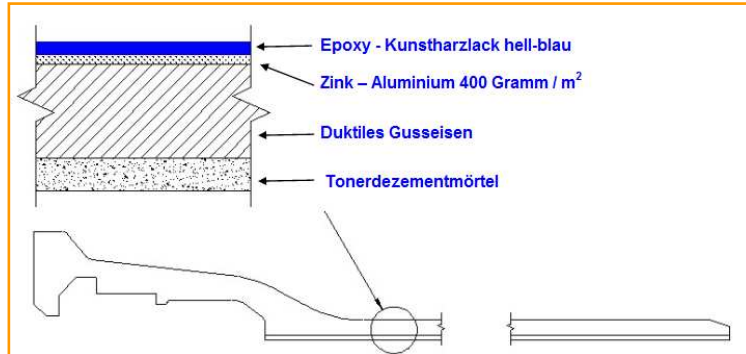 Epoxy - Kunstharzlack hell-blau
Zink – Aluminium 400 Gramm / m²
Duktiles Gusseisen
Tonerdezementmörtel